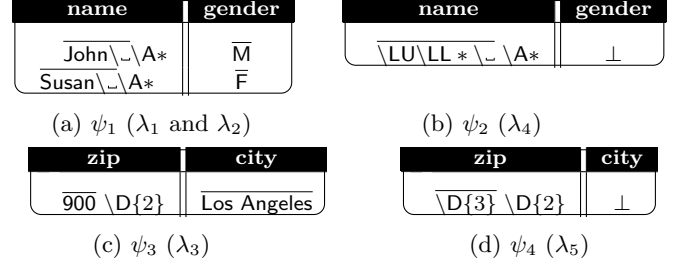 name gender name gender
John\␣\A* M \LU\LL * \␣ \A* ⊥
Susan\␣\A* F
(a) ψ1 (λ1 and λ2) (b) ψ2 (λ4)
zip city zip city
900 \D{2} Los Angeles \D{3} \D{2} ⊥
(c) ψ3 (λ3) (d) ψ4 (λ5)